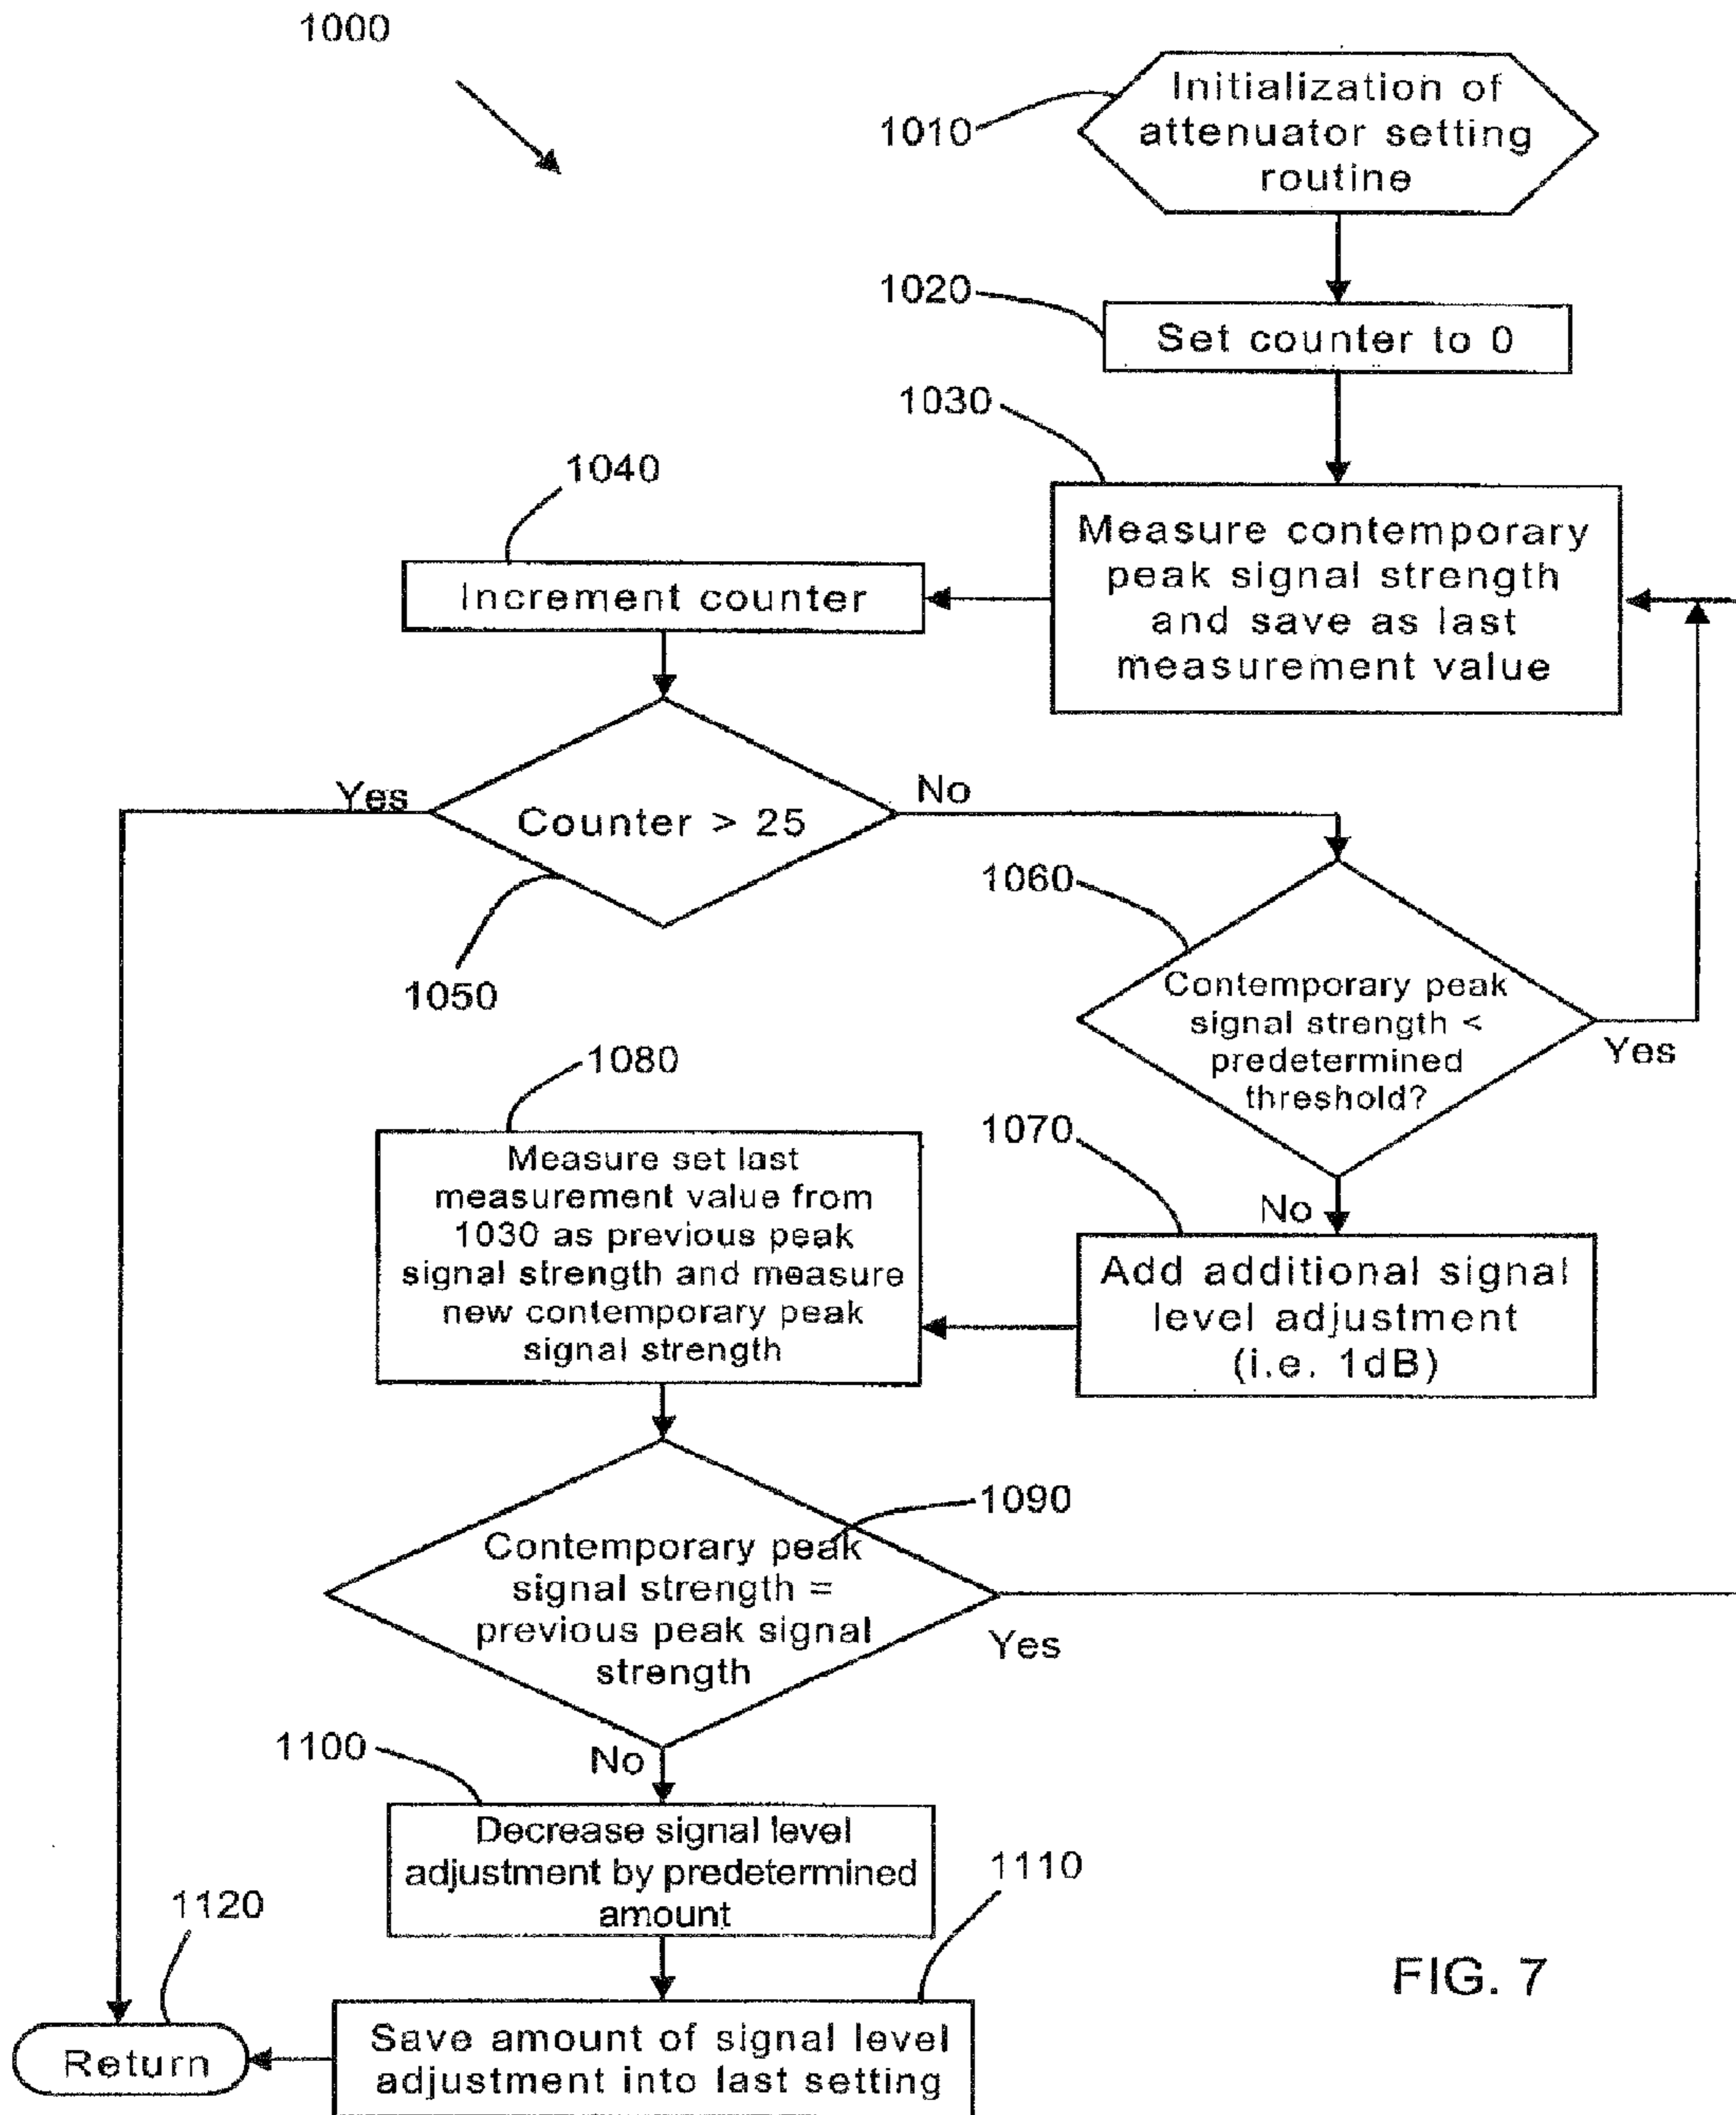 1000
1010
Initialization of
attenuator setting
routine
1020
Set counter to 0
1030
Measure contemporary
peak signal strength
and save as last
measurement value
1040
Increment counter
Yes
Counter > 25
No
1050
1060
Contemporary peak
signal strength <
predetermined
threshold?
Yes
No
1070
Add additional signal
level adjustment
(i.e. 1dB)
1080
Measure set last
measurement value from
1030 as previous peak
signal strength and measure
new contemporary peak
signal strength
1090
Contemporary peak
signal strength =
previous peak signal
strength
Yes
No
1100
Decrease signal level
adjustment by predetermined
amount
1110
Save amount of signal level
adjustment into last setting
1120
Return
FIG. 7